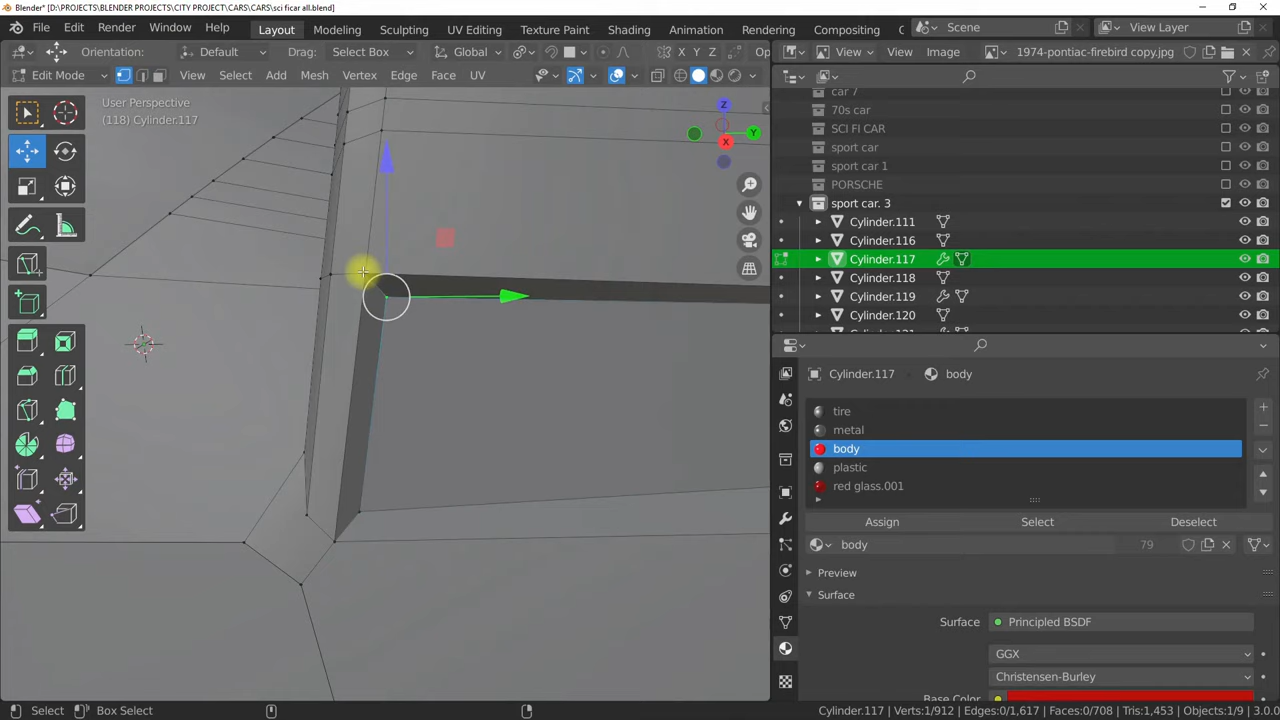 Blender* [D:\PROJECTS\BLENDER PROJECTS\CITY PROJECT\CARS\CARS\sci ficar all.blend]
File Edit Render Window Help Layout Modeling Sculpting UV Editing Texture Paint Shading Animation Rendering Compositing Scene View Layer
Orientation: Default Drag: Select Box Global X Y Z Op View View Image 1974-pontiac-firebird copy.jpg
Edit Mode View Select Add Mesh Vertex Edge Face UV
User Perspective
(118) Cylinder.117
Z
Y
X
car 7
70s car
SCI FI CAR
sport car
sport car 1
PORSCHE
sport car. 3
Cylinder.111
Cylinder.116
Cylinder.117
Cylinder.118
Cylinder.119
Cylinder.120
Cylinder.121
Cylinder.117 body
tire
metal
body
plastic
red glass.001
Assign Select Deselect
body 79
Preview
Surface
Surface Principled BSDF
GGX
Christensen-Burley
Base Color
Select Box Select Cylinder.117 | Verts:1/912 | Edges:0/1,617 | Faces:0/708 | Tris:1,453 | Objects:1/9 | 3.0.0